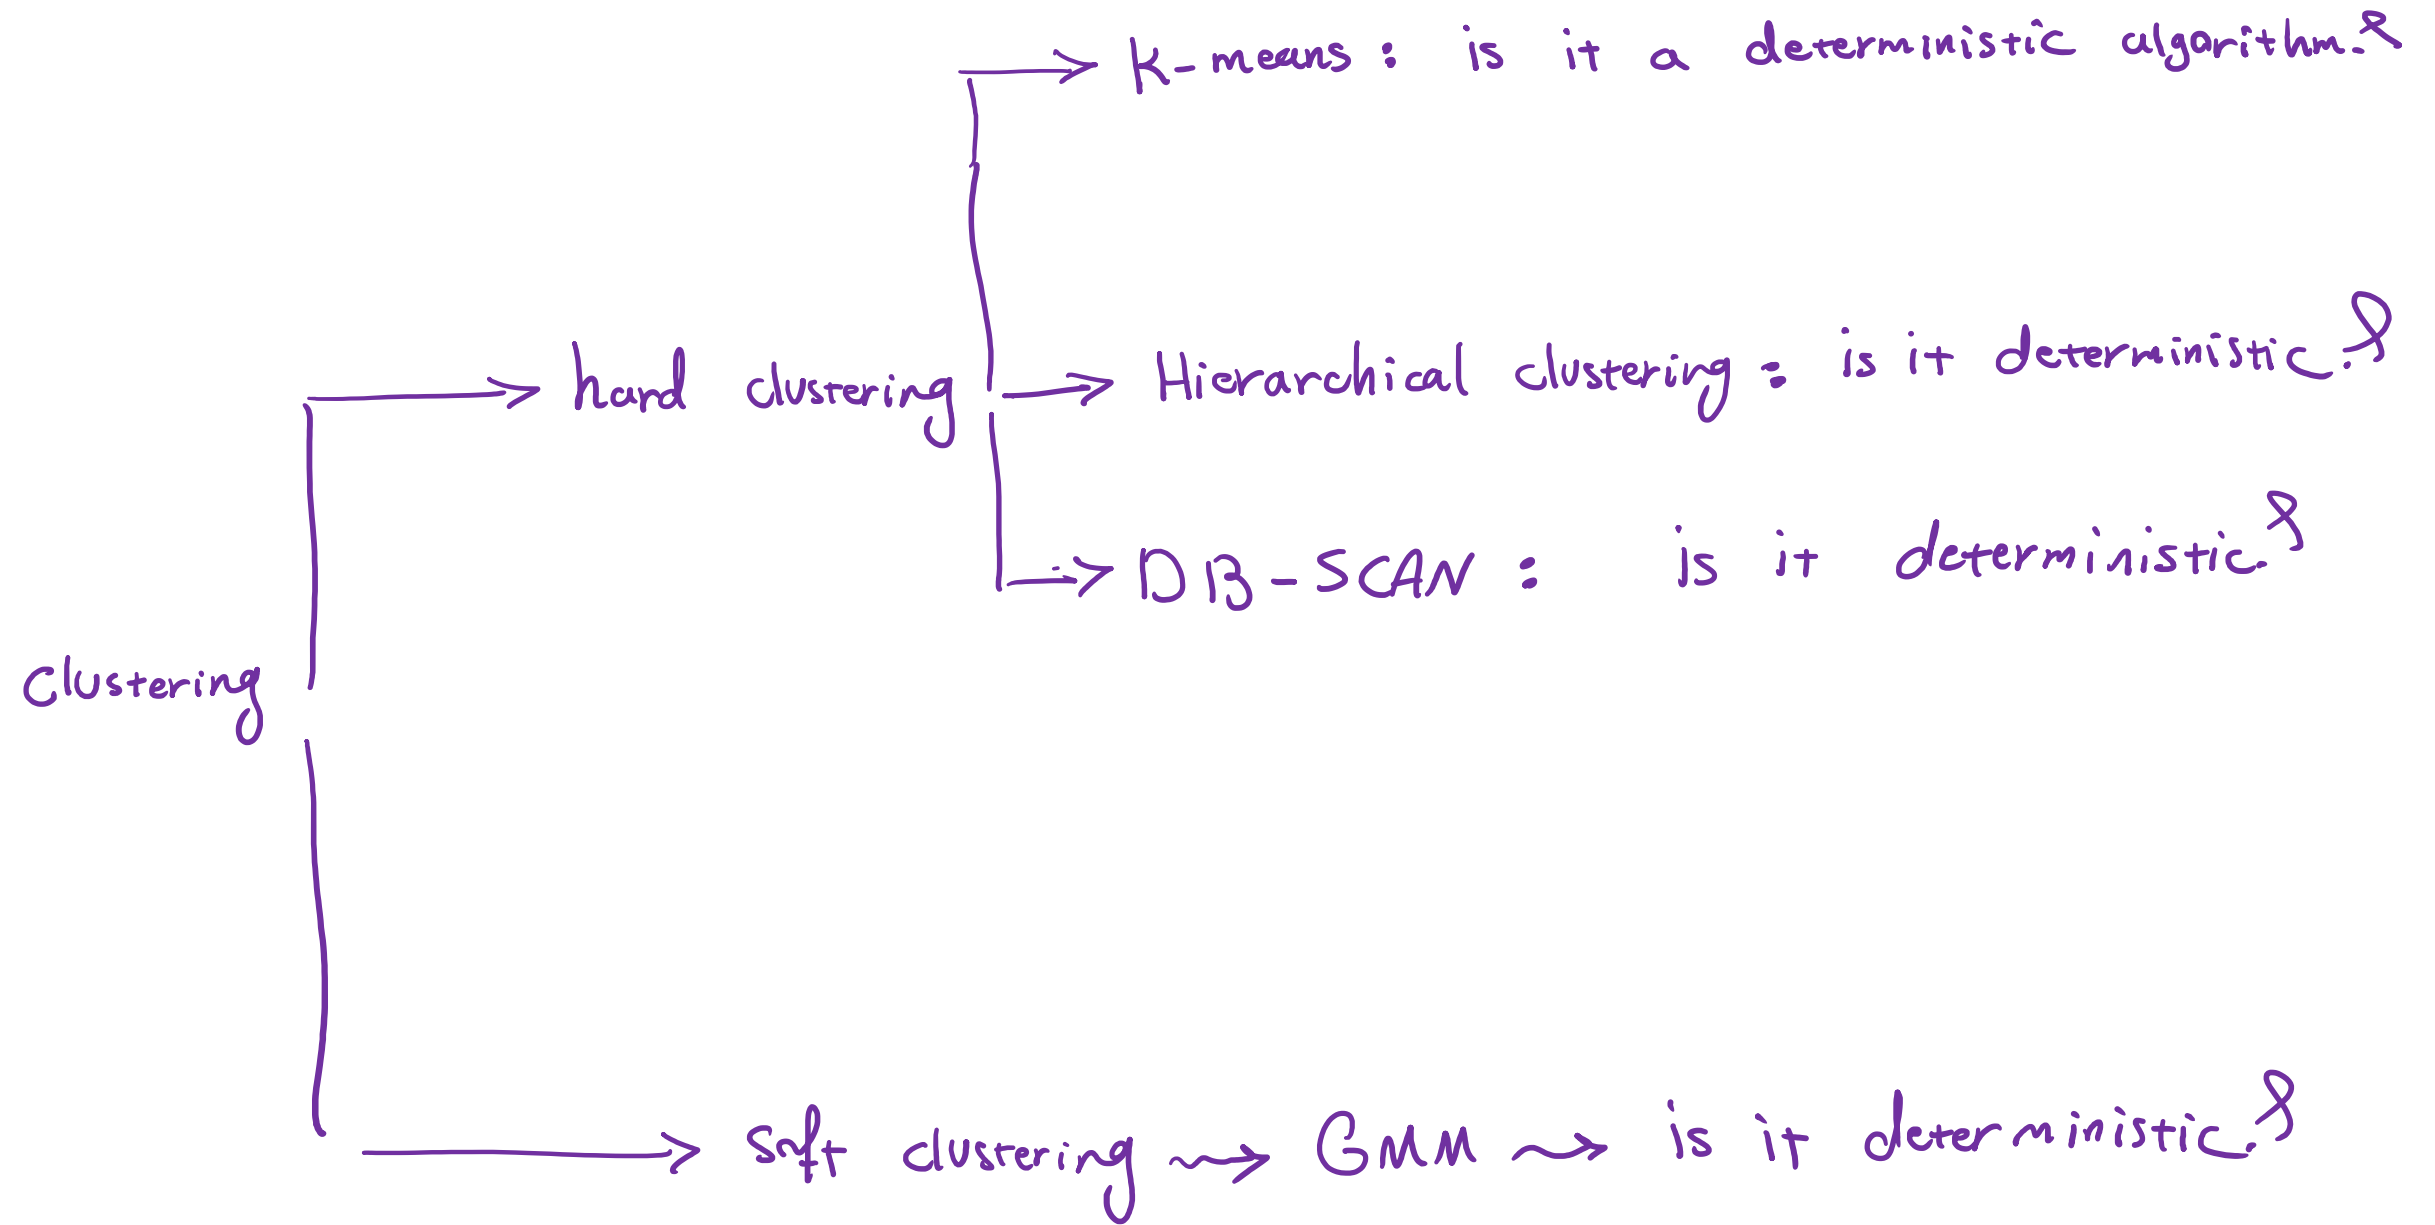 K-means : is it a deterministic algorithm?
hard clustering
Hierarchical clustering : is it deterministic?
DB-SCAN : is it deterministic?
Clustering
Soft clustering → GMM → is it deterministic?